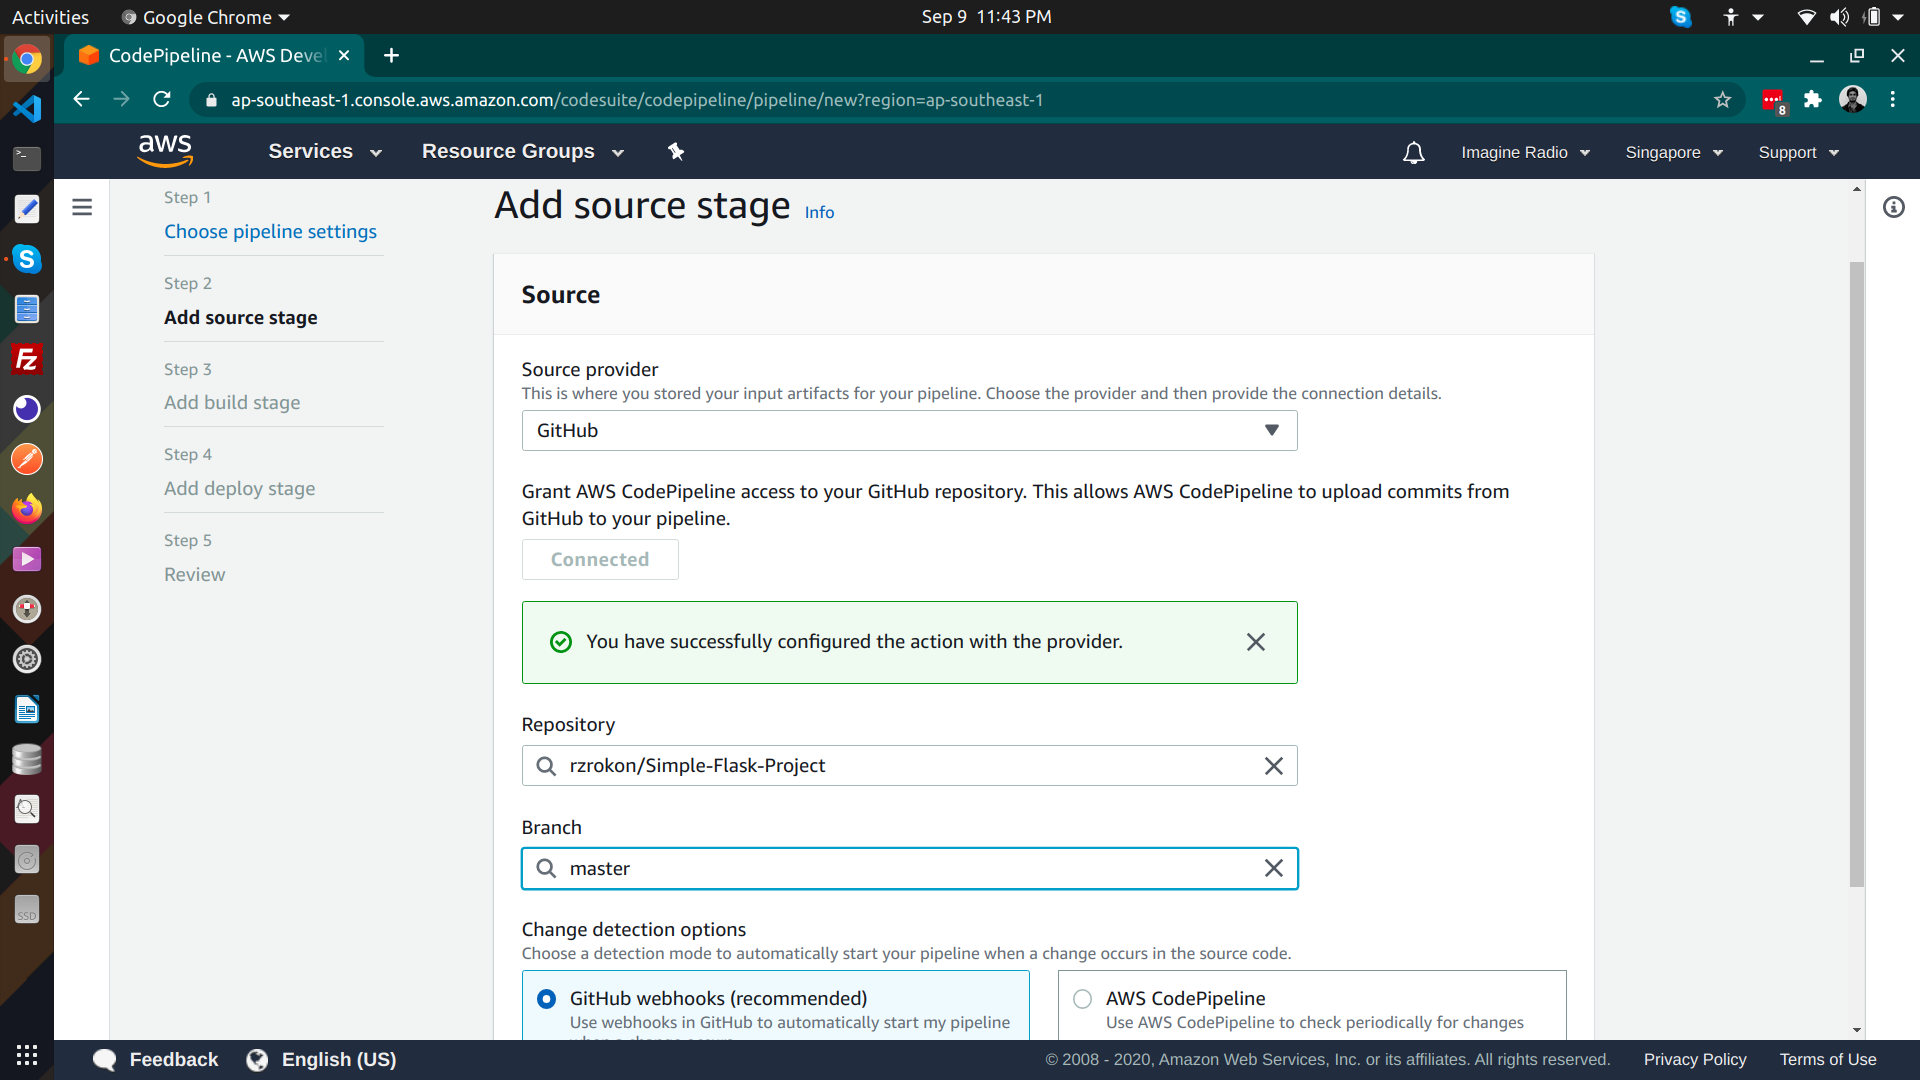 Activities
Google Chrome
Sep 9 11:43 PM
CodePipeline - AWS Deve
ap-southeast-1.console.aws.amazon.com/codesuite/codepipeline/pipeline/new?region=ap-southeast-1
8
aws
Services
Resource Groups
Imagine Radio
Singapore
Support
Step 1
Choose pipeline settings
Step 2
Add source stage
Step 3
Add build stage
Step 4
Add deploy stage
Step 5
Review
Add source stage
Info
Source
Source provider
This is where you stored your input artifacts for your pipeline. Choose the provider and then provide the connection details.
GitHub
Grant AWS CodePipeline access to your GitHub repository. This allows AWS CodePipeline to upload commits from
GitHub to your pipeline.
Connected
You have successfully configured the action with the provider.
Repository
rzrokon/Simple-Flask-Project
Branch
master
Change detection options
Choose a detection mode to automatically start your pipeline when a change occurs in the source code.
GitHub webhooks (recommended)
Use webhooks in GitHub to automatically start my pipeline
AWS CodePipeline
Use AWS CodePipeline to check periodically for changes
SSD
Feedback
English (US)
© 2008 - 2020, Amazon Web Services, Inc. or its affiliates. All rights reserved.
Privacy Policy
Terms of Use